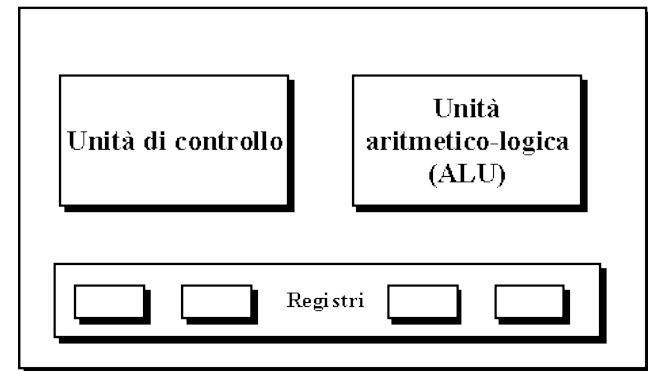 Unità di controllo
Unità
aritmetico-logica
(ALU)
Registri